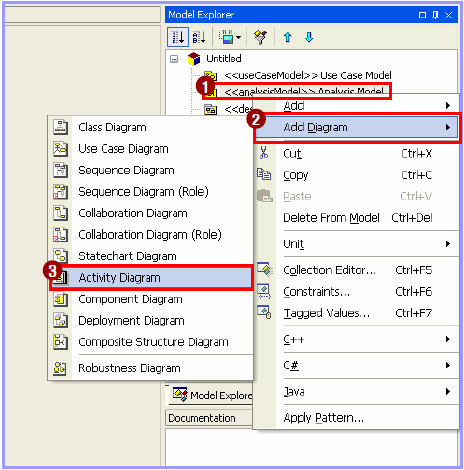 Model Explorer
Untitled
<<useCaseModel>> Use Case Model
1
<<analysisModel>> Analysis Model
<<des
Add
2
Add Diagram
Cut Ctrl+X
Copy Ctrl+C
Paste Ctrl+V
Delete From Model Ctrl+Del
Unit
Collection Editor... Ctrl+F5
Constraints... Ctrl+F6
Tagged Values... Ctrl+F7
C++
C#
Java
Apply Pattern...
Class Diagram
Use Case Diagram
Sequence Diagram
Sequence Diagram (Role)
Collaboration Diagram
Collaboration Diagram (Role)
Statechart Diagram
3
Activity Diagram
Component Diagram
Deployment Diagram
Composite Structure Diagram
Robustness Diagram
Model Explore
Documentation